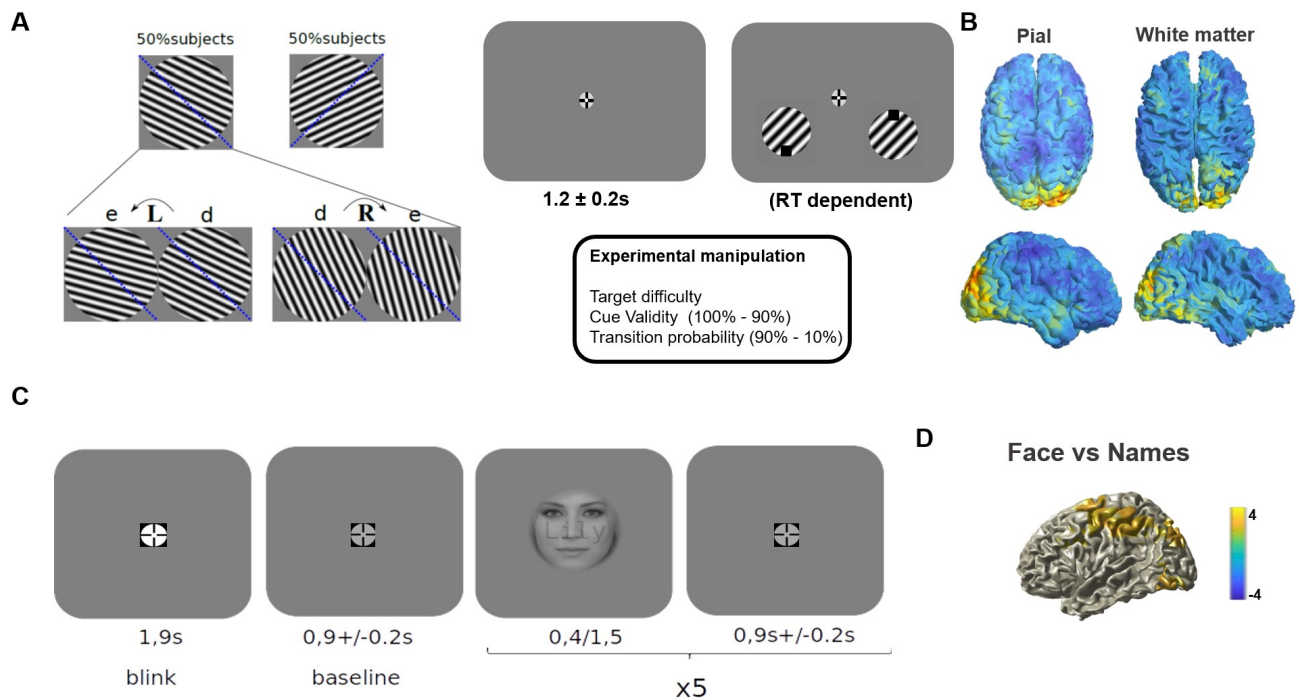 A
50%subjects
50%subjects
e L d
d R e
1.2 ± 0.2s
(RT dependent)
Experimental manipulation
Target difficulty
Cue Validity (100% - 90%)
Transition probability (90% - 10%)
B
Pial
White matter
C
Lily
1,9s
0,9+/-0.2s
0,4/1,5
0,9s+/-0.2s
blink
baseline
x5
D
Face vs Names
4
-4